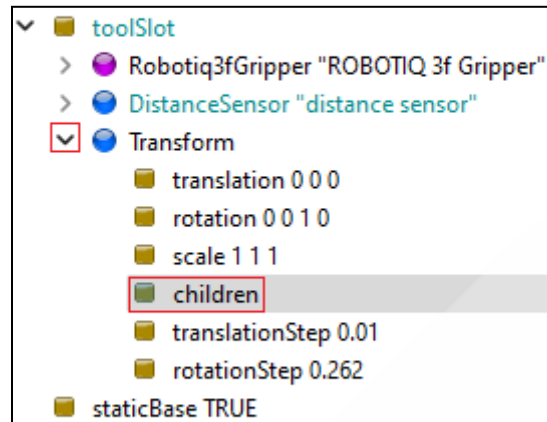 toolSlot
Robotiq3fGripper "ROBOTIQ 3f Gripper"
DistanceSensor "distance sensor"
Transform
translation 0 0 0
rotation 0 0 1 0
scale 1 1 1
children
translationStep 0.01
rotationStep 0.262
staticBase TRUE